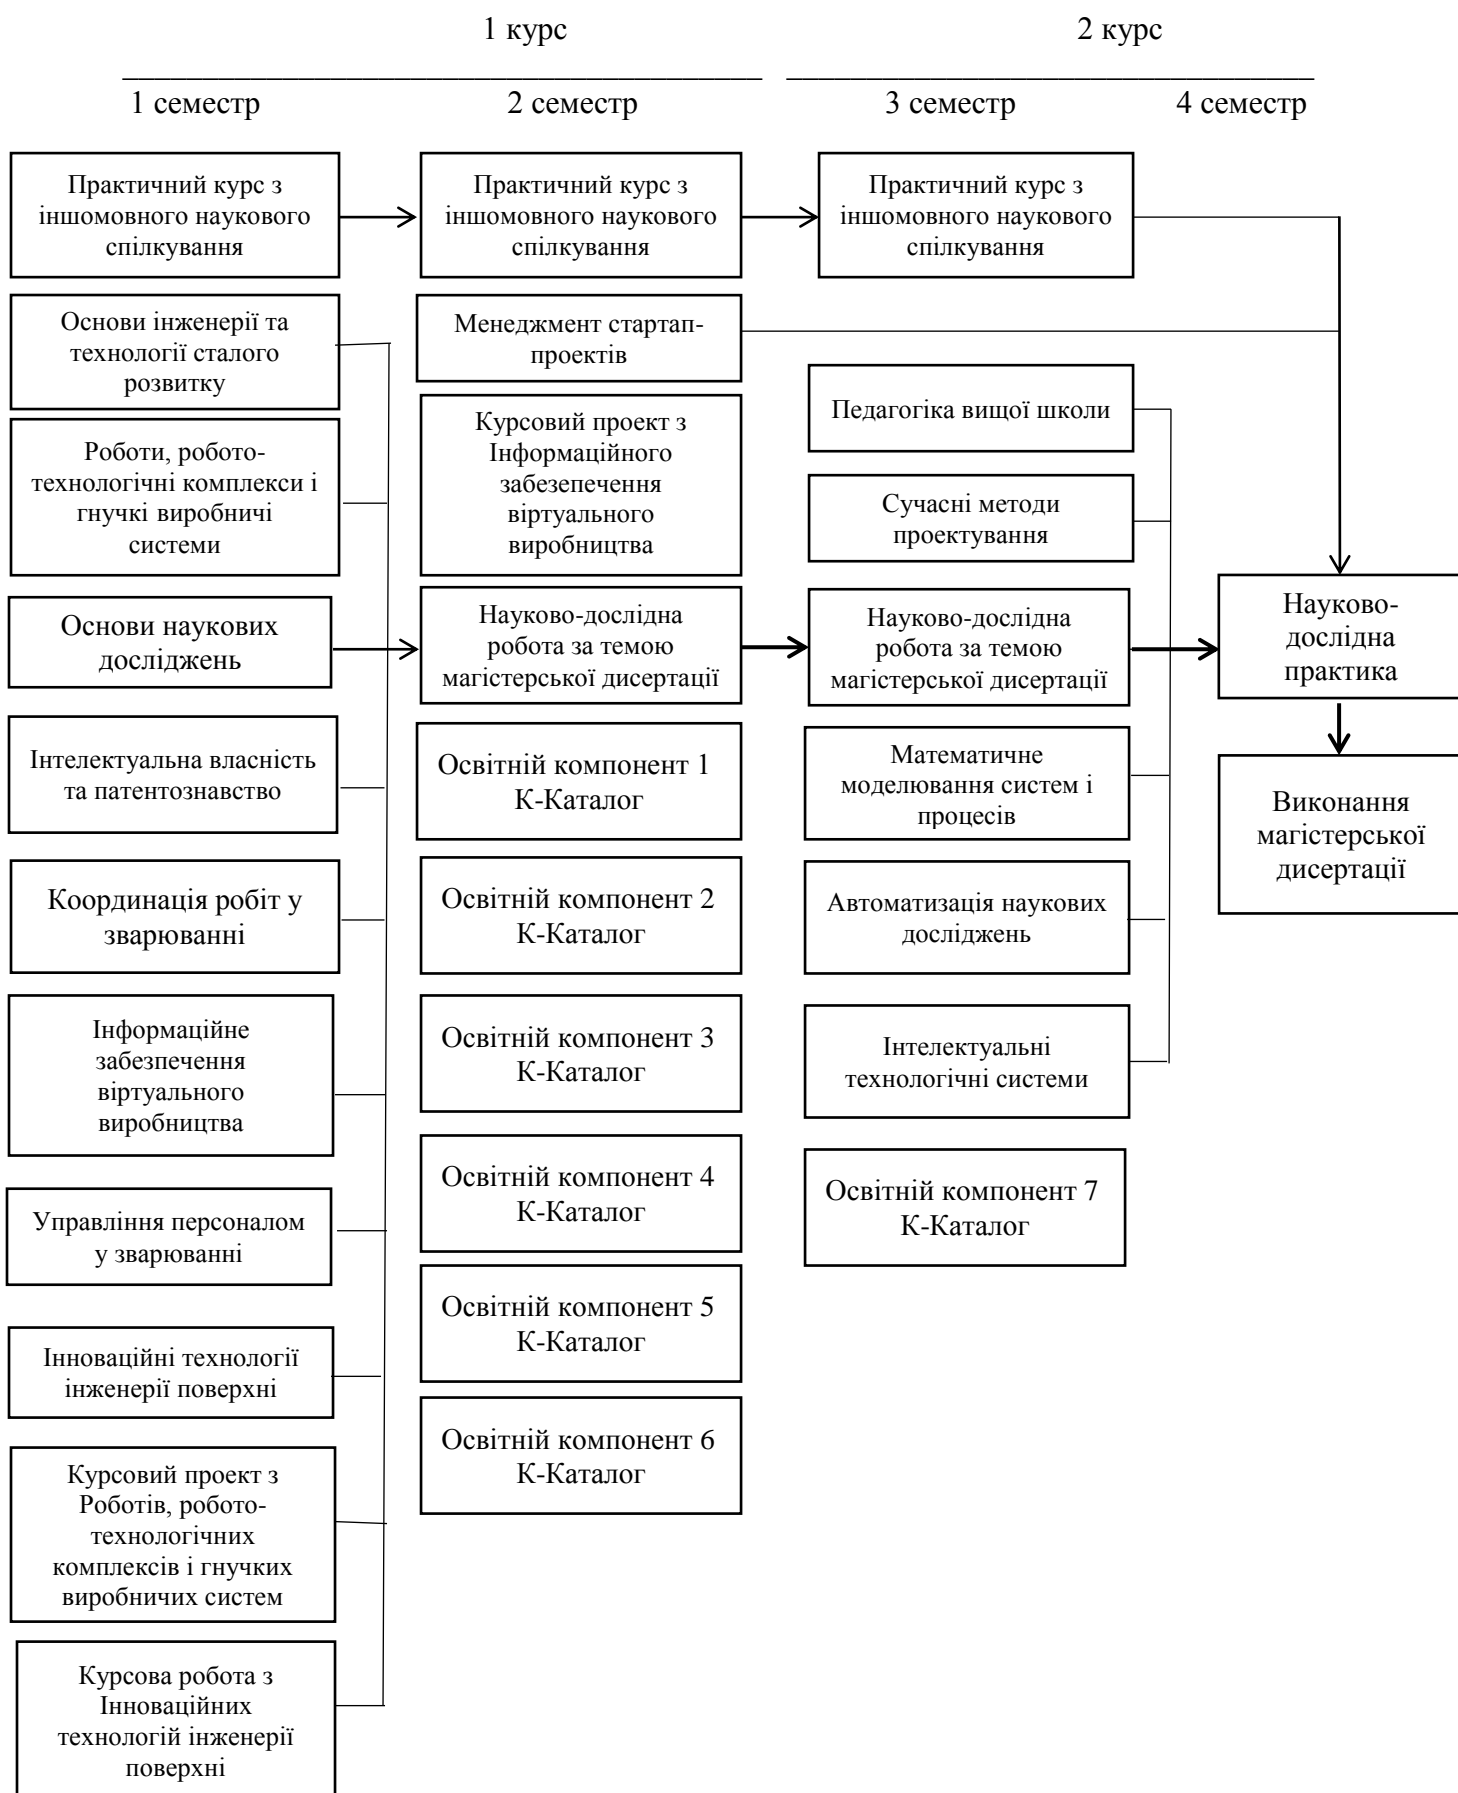 1 курс
2 курс
1 семестр
2 семестр
3 семестр
4 семестр
Практичний курс з
іншомовного наукового
спілкування
Основи інженерії та
технології сталого
розвитку
Роботи, робото-
технологічні комплекси і
гнучкі виробничі
системи
Основи наукових
досліджень
Інтелектуальна власність
та патентознавство
Координація робіт у
зварюванні
Інформаційне
забезпечення
віртуального
виробництва
Управління персоналом
у зварюванні
Інноваційні технології
інженерії поверхні
Курсовий проект з
Роботів, робото-
технологічних
комплексів і гнучких
виробничих систем
Курсова робота з
Інноваційних
технологій інженерії
поверхні
Практичний курс з
іншомовного наукового
спілкування
Менеджмент стартап-
проектів
Курсовий проект з
Інформаційного
забезепечення
віртуального
виробництва
Науково-дослідна
робота за темою
магістерської дисертації
Освітній компонент 1
К-Каталог
Освітній компонент 2
К-Каталог
Освітній компонент 3
К-Каталог
Освітній компонент 4
К-Каталог
Освітній компонент 5
К-Каталог
Освітній компонент 6
К-Каталог
Практичний курс з
іншомовного наукового
спілкування
Педагогіка вищої школи
Сучасні методи
проектування
Науково-дослідна
робота за темою
магістерської дисертації
Математичне
моделювання систем і
процесів
Автоматизація наукових
досліджень
Інтелектуальні
технологічні системи
Освітній компонент 7
К-Каталог
Науково-
дослідна
практика
Виконання
магістерської
дисертації